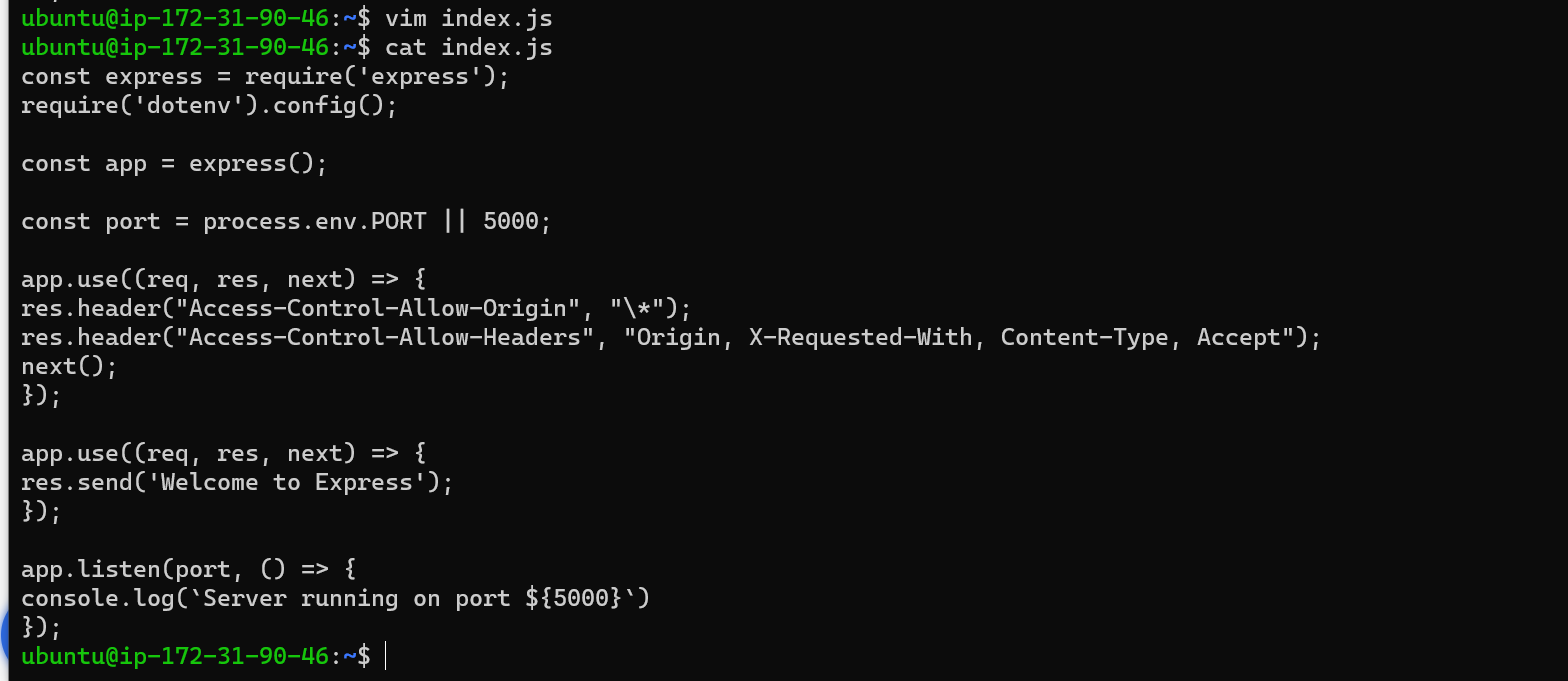 ubuntu@ip-172-31-90-46:~$ vim index.js
ubuntu@ip-172-31-90-46:~$ cat index.js
const express = require('express');
require('dotenv').config();
const app = express();
const port = process.env.PORT || 5000;
app.use((req, res, next) => {
res.header("Access-Control-Allow-Origin", "\*");
res.header("Access-Control-Allow-Headers", "Origin, X-Requested-With, Content-Type, Accept");
next();
});
app.use((req, res, next) => {
res.send('Welcome to Express');
});
app.listen(port, () => {
console.log(`Server running on port ${5000}`)
});
ubuntu@ip-172-31-90-46:~$